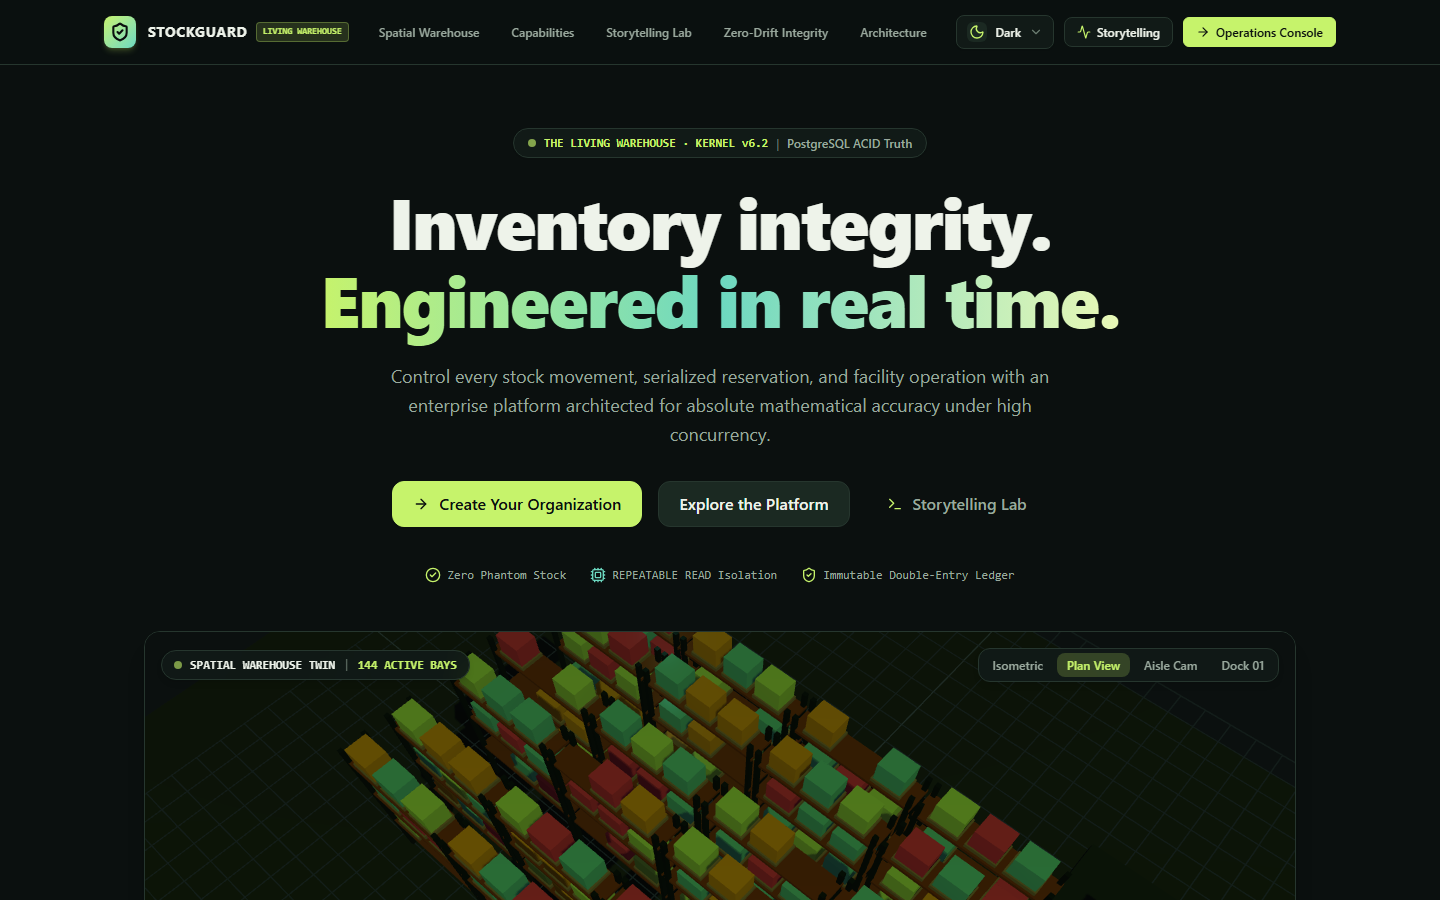 STOCKGUARD
LIVING WAREHOUSE
Spatial Warehouse
Capabilities
Storytelling Lab
Zero-Drift Integrity
Architecture
Dark
Storytelling
Operations Console
THE LIVING WAREHOUSE · KERNEL v6.2 | PostgreSQL ACID Truth
Inventory integrity.
Engineered in real time.
Control every stock movement, serialized reservation, and facility operation with an
enterprise platform architected for absolute mathematical accuracy under high
concurrency.
Create Your Organization
Explore the Platform
Storytelling Lab
Zero Phantom Stock
REPEATABLE READ Isolation
Immutable Double-Entry Ledger
SPATIAL WAREHOUSE TWIN | 144 ACTIVE BAYS
Isometric
Plan View
Aisle Cam
Dock 01